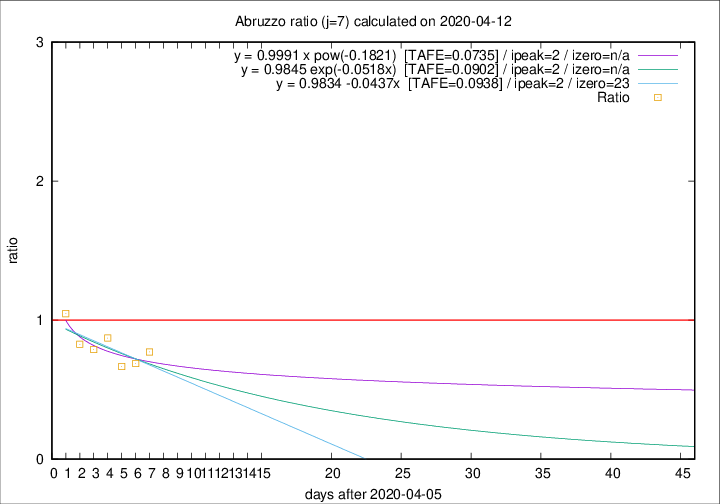 Abruzzo ratio (j=7) calculated on 2020-04-12
y = 0.9991 x pow(-0.1821) [TAFE=0.0735] / ipeak=2 / izero=n/a
y = 0.9845 exp(-0.0518x) [TAFE=0.0902] / ipeak=2 / izero=n/a
y = 0.9834 -0.0437x [TAFE=0.0938] / ipeak=2 / izero=23
Ratio
3
2
1
0
ratio
0 1 2 3 4 5 6 7 8 9 10 11 12 13 14 15 20 25 30 35 40 45
days after 2020-04-05